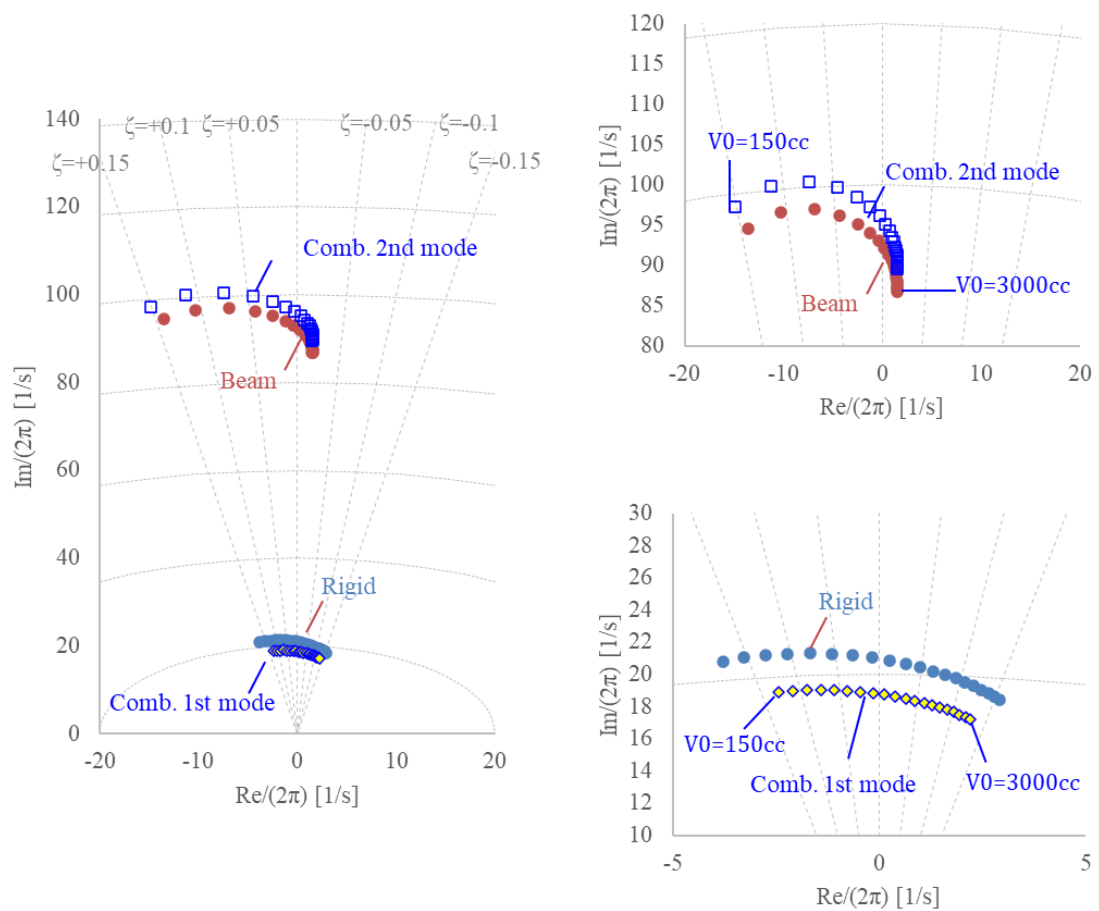 140
120
100
80
60
40
20
0
Im/(2π) [1/s]
ζ=+0.15
ζ=+0.1
ζ=+0.05
ζ=-0.05
ζ=-0.1
ζ=-0.15
Comb. 2nd mode
Beam
Rigid
Comb. 1st mode
-20
-10
0
10
20
Re/(2π) [1/s]
120
115
110
105
100
95
90
85
80
Im/(2π) [1/s]
V0=150cc
Comb. 2nd mode
Beam
V0=3000cc
-20
-10
0
10
20
Re/(2π) [1/s]
30
28
26
24
22
20
18
16
14
12
10
Im/(2π) [1/s]
Rigid
V0=150cc
Comb. 1st mode
V0=3000cc
-5
0
5
Re/(2π) [1/s]